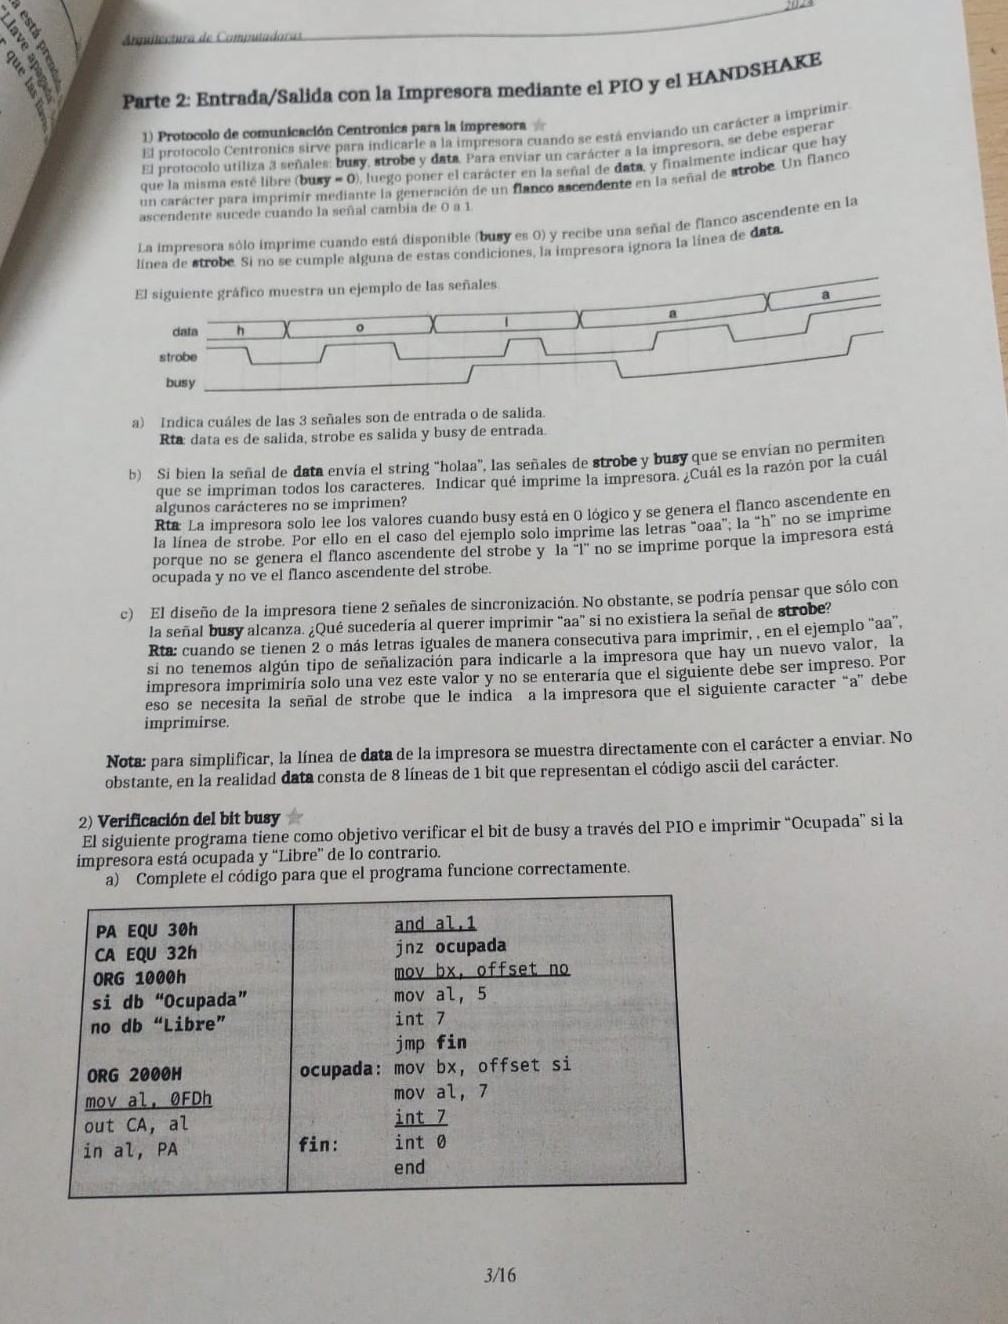 está prendida
"Llave apagada
que las llaves
Arquitectura de Computadoras
2024
Parte 2: Entrada/Salida con la Impresora mediante el PIO y el HANDSHAKE
1) Protocolo de comunicación Centronics para la impresora
El protocolo Centronics sirve para indicarle a la impresora cuando se está enviando un carácter a imprimir.
El protocolo utiliza 3 señales: busy, strobe y data. Para enviar un carácter a la impresora, se debe esperar
que la misma esté libre (busy = 0), luego poner el carácter en la señal de data, y finalmente indicar que hay
un carácter para imprimir mediante la generación de un flanco ascendente en la señal de strobe. Un flanco
ascendente sucede cuando la señal cambia de 0 a 1.
La impresora sólo imprime cuando está disponible (busy es 0) y recibe una señal de flanco ascendente en la
línea de strobe. Si no se cumple alguna de estas condiciones, la impresora ignora la línea de data.
El siguiente gráfico muestra un ejemplo de las señales.
data h o l a a
strobe
busy
a) Indica cuáles de las 3 señales son de entrada o de salida.
Rta: data es de salida, strobe es salida y busy de entrada.
b) Si bien la señal de data envía el string "holaa", las señales de strobe y busy que se envían no permiten
que se impriman todos los caracteres. Indicar qué imprime la impresora. ¿Cuál es la razón por la cuál
algunos carácteres no se imprimen?
Rta: La impresora solo lee los valores cuando busy está en 0 lógico y se genera el flanco ascendente en
la línea de strobe. Por ello en el caso del ejemplo solo imprime las letras "oaa"; la "h" no se imprime
porque no se genera el flanco ascendente del strobe y la "l" no se imprime porque la impresora está
ocupada y no ve el flanco ascendente del strobe.
c) El diseño de la impresora tiene 2 señales de sincronización. No obstante, se podría pensar que sólo con
la señal busy alcanza. ¿Qué sucedería al querer imprimir "aa" si no existiera la señal de strobe?
Rta: cuando se tienen 2 o más letras iguales de manera consecutiva para imprimir, , en el ejemplo "aa",
si no tenemos algún tipo de señalización para indicarle a la impresora que hay un nuevo valor, la
impresora imprimiría solo una vez este valor y no se enteraría que el siguiente debe ser impreso. Por
eso se necesita la señal de strobe que le indica a la impresora que el siguiente caracter "a" debe
imprimirse.
Nota: para simplificar, la línea de data de la impresora se muestra directamente con el carácter a enviar. No
obstante, en la realidad data consta de 8 líneas de 1 bit que representan el código ascii del carácter.
2) Verificación del bit busy
El siguiente programa tiene como objetivo verificar el bit de busy a través del PIO e imprimir "Ocupada" si la
impresora está ocupada y "Libre" de lo contrario.
a) Complete el código para que el programa funcione correctamente.
PA EQU 30h
CA EQU 32h
ORG 1000h
si db "Ocupada"
no db "Libre"
ORG 2000H
mov al, 0FDh
out CA, al
in al, PA
and al,1
jnz ocupada
mov bx, offset no
mov al, 5
int 7
jmp fin
ocupada: mov bx, offset si
mov al, 7
int 7
fin: int 0
end
3/16